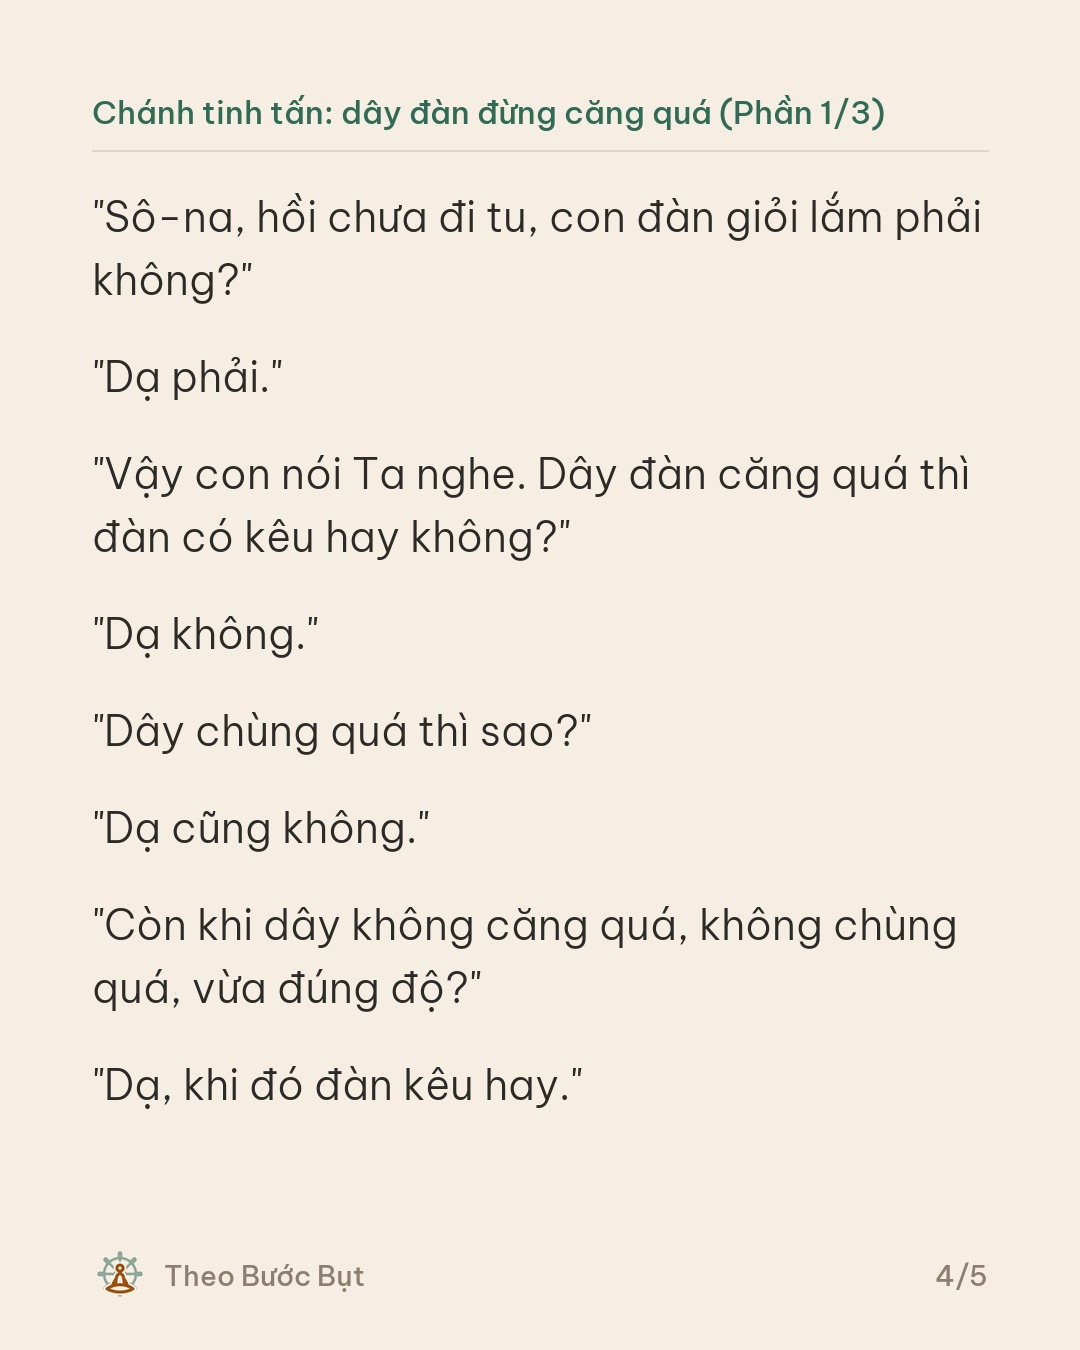 Chánh tinh tấn: dây đàn đừng căng quá (Phần 1/3)
"Sô-na, hồi chưa đi tu, con đàn giỏi lắm phải
không?"
"Dạ phải."
"Vậy con nói Ta nghe. Dây đàn căng quá thì
đàn có kêu hay không?"
"Dạ không."
"Dây chùng quá thì sao?"
"Dạ cũng không."
"Còn khi dây không căng quá, không chùng
quá, vừa đúng độ?"
"Dạ, khi đó đàn kêu hay."
Theo Bước Bụt
4/5